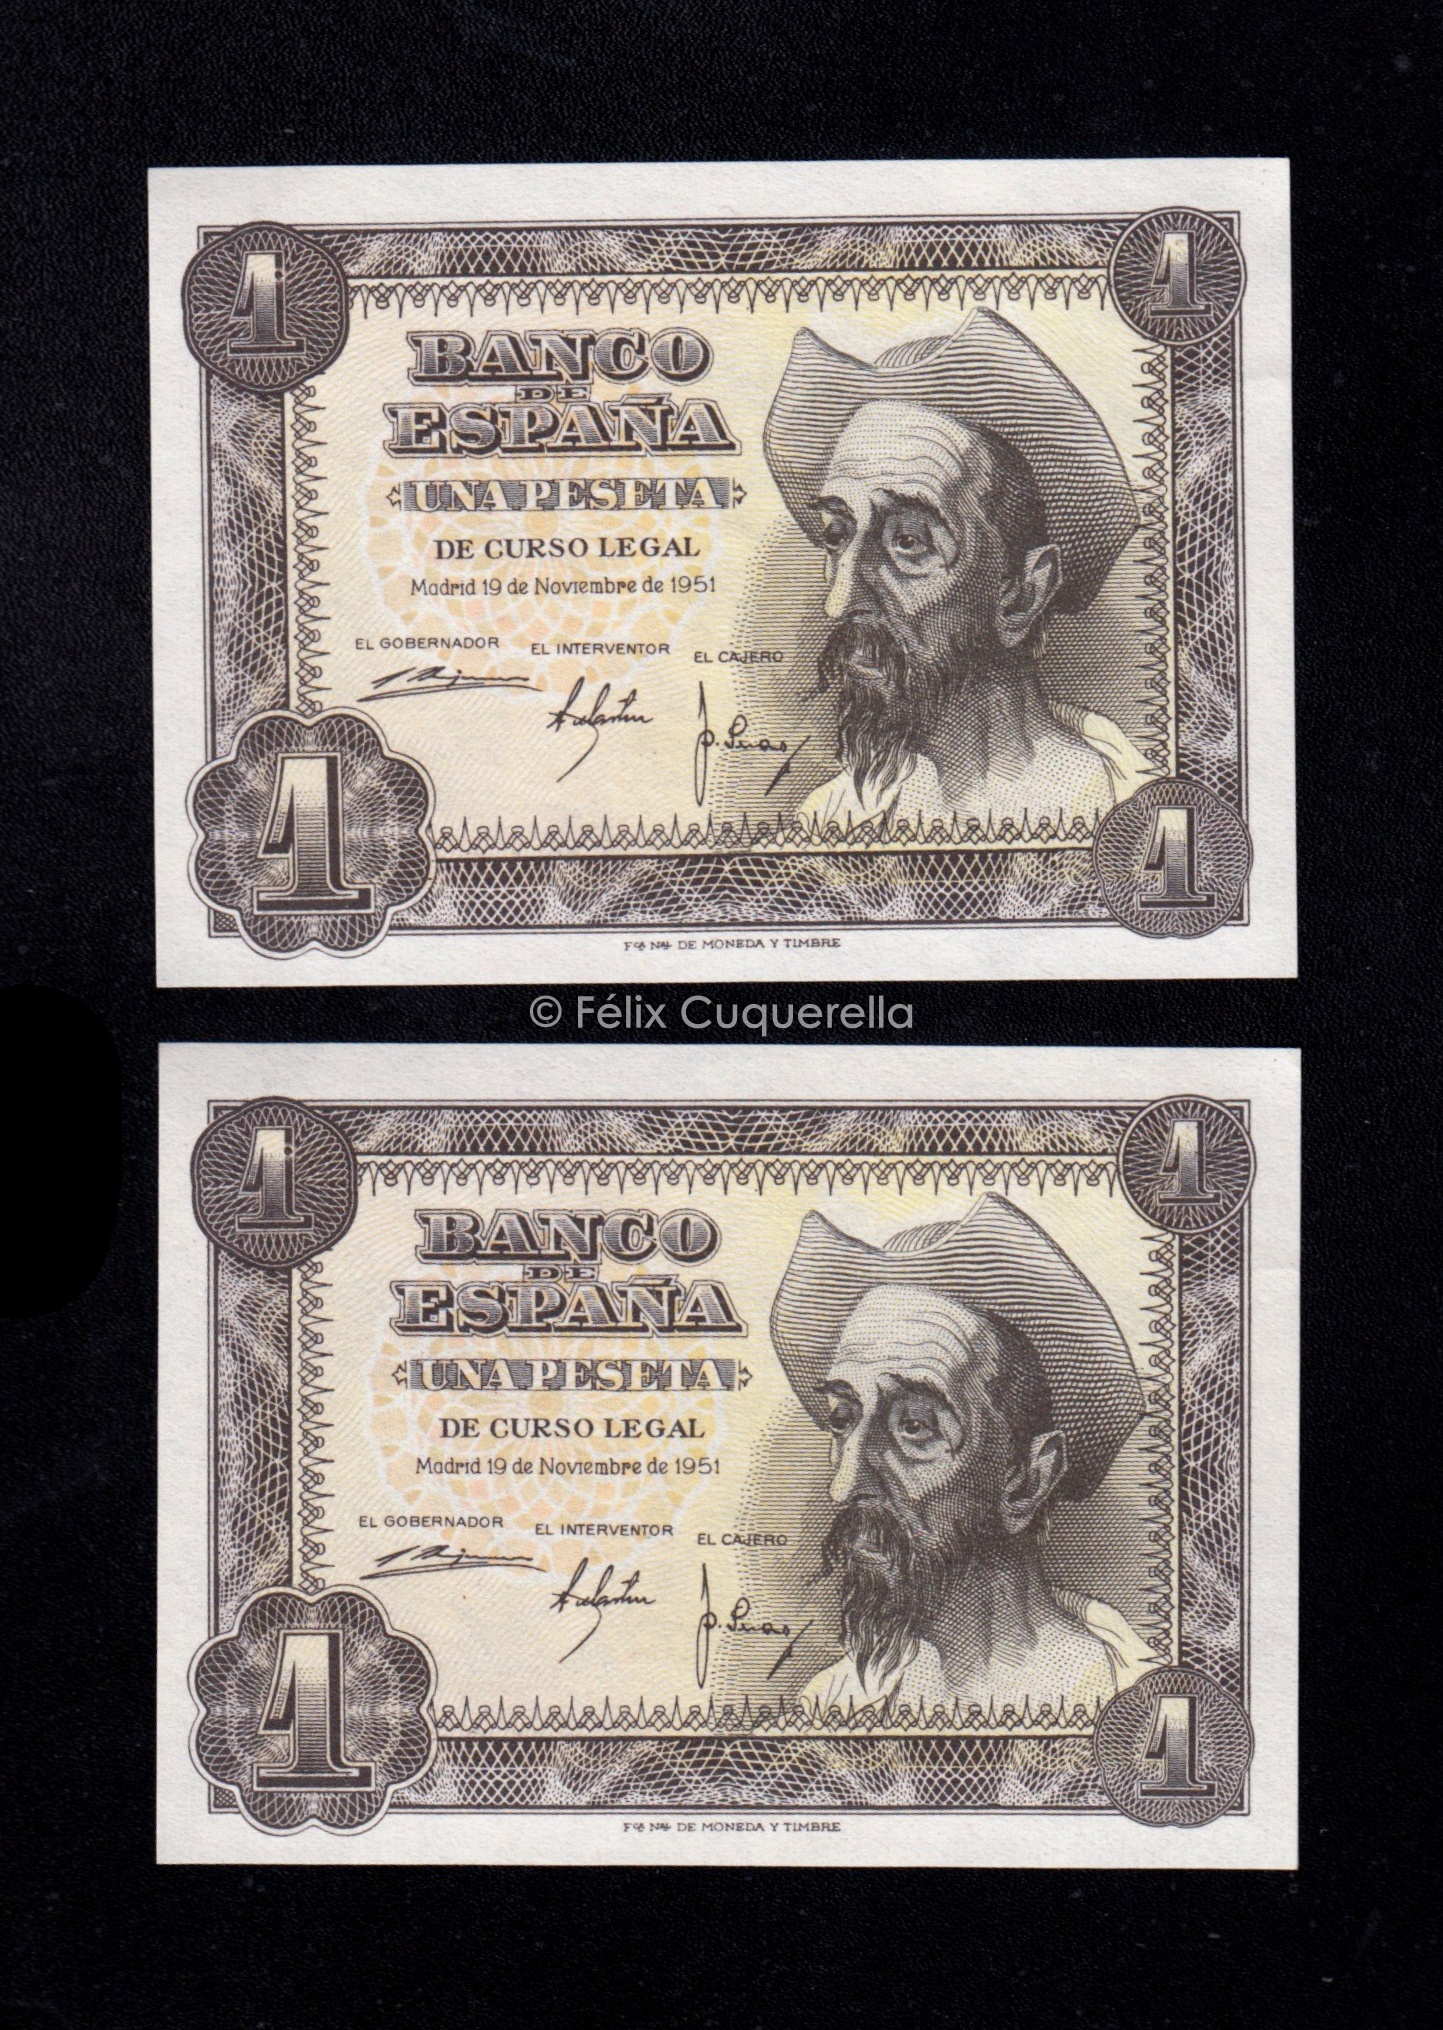 1 1
BANCO
DE
ESPAÑA
UNA PESETA
DE CURSO LEGAL
Madrid 19 de Noviembre de 1951
EL GOBERNADOR EL INTERVENTOR EL CAJERO
1 1
Fca Nal DE MONEDA Y TIMBRE
© Félix Cuquerella
1 1
BANCO
DE
ESPAÑA
UNA PESETA
DE CURSO LEGAL
Madrid 19 de Noviembre de 1951
EL GOBERNADOR EL INTERVENTOR EL CAJERO
1 1
Fca Nal DE MONEDA Y TIMBRE